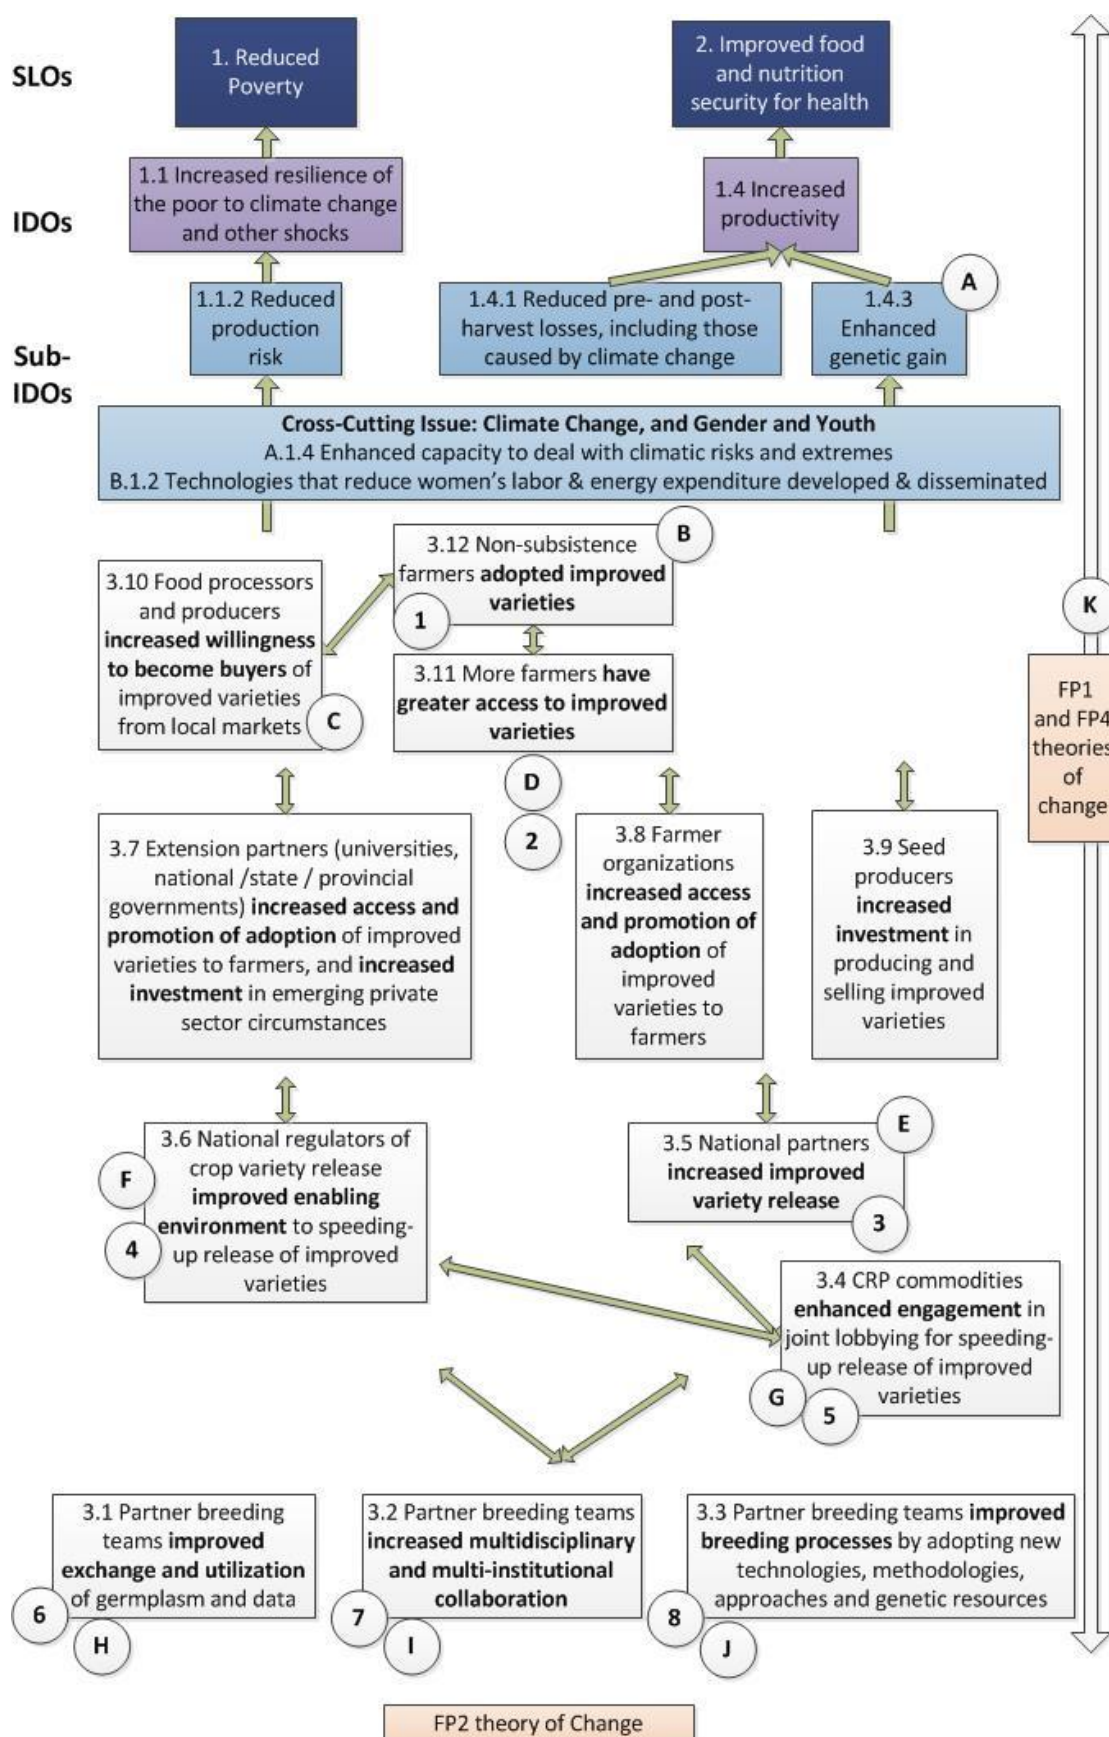 SLOs
1. Reduced
Poverty
2. Improved food
and nutrition
security for health
IDOs
1.1 Increased resilience of
the poor to climate change
and other shocks
1.4 Increased
productivity
Sub-
IDOs
1.1.2 Reduced
production
risk
1.4.1 Reduced pre- and post-
harvest losses, including those
caused by climate change
1.4.3
Enhanced
genetic gain
A
Cross-Cutting Issue: Climate Change, and Gender and Youth
A.1.4 Enhanced capacity to deal with climatic risks and extremes
B.1.2 Technologies that reduce women's labor & energy expenditure developed & disseminated
3.10 Food processors
and producers
increased willingness
to become buyers of
improved varieties
from local markets
C
3.12 Non-subsistence
farmers adopted improved
varieties
B
1
3.11 More farmers have
greater access to improved
varieties
D
2
K
FP1
and FP4
theories
of
change
3.7 Extension partners (universities,
national /state / provincial
governments) increased access and
promotion of adoption of improved
varieties to farmers, and increased
investment in emerging private
sector circumstances
3.8 Farmer
organizations
increased access
and promotion of
adoption of
improved
varieties to
farmers
3.9 Seed
producers
increased
investment in
producing and
selling improved
varieties
3.6 National regulators of
crop variety release
improved enabling
environment to speeding-
up release of improved
varieties
F
4
3.5 National partners
increased improved
variety release
E
3
3.4 CRP commodities
enhanced engagement in
joint lobbying for speeding-
up release of improved
varieties
G
5
3.1 Partner breeding
teams improved
exchange and utilization
of germplasm and data
6
H
3.2 Partner breeding teams
increased multidisciplinary
and multi-institutional
collaboration
7
I
3.3 Partner breeding teams improved
breeding processes by adopting new
technologies, methodologies,
approaches and genetic resources
8
J
FP2 theory of Change